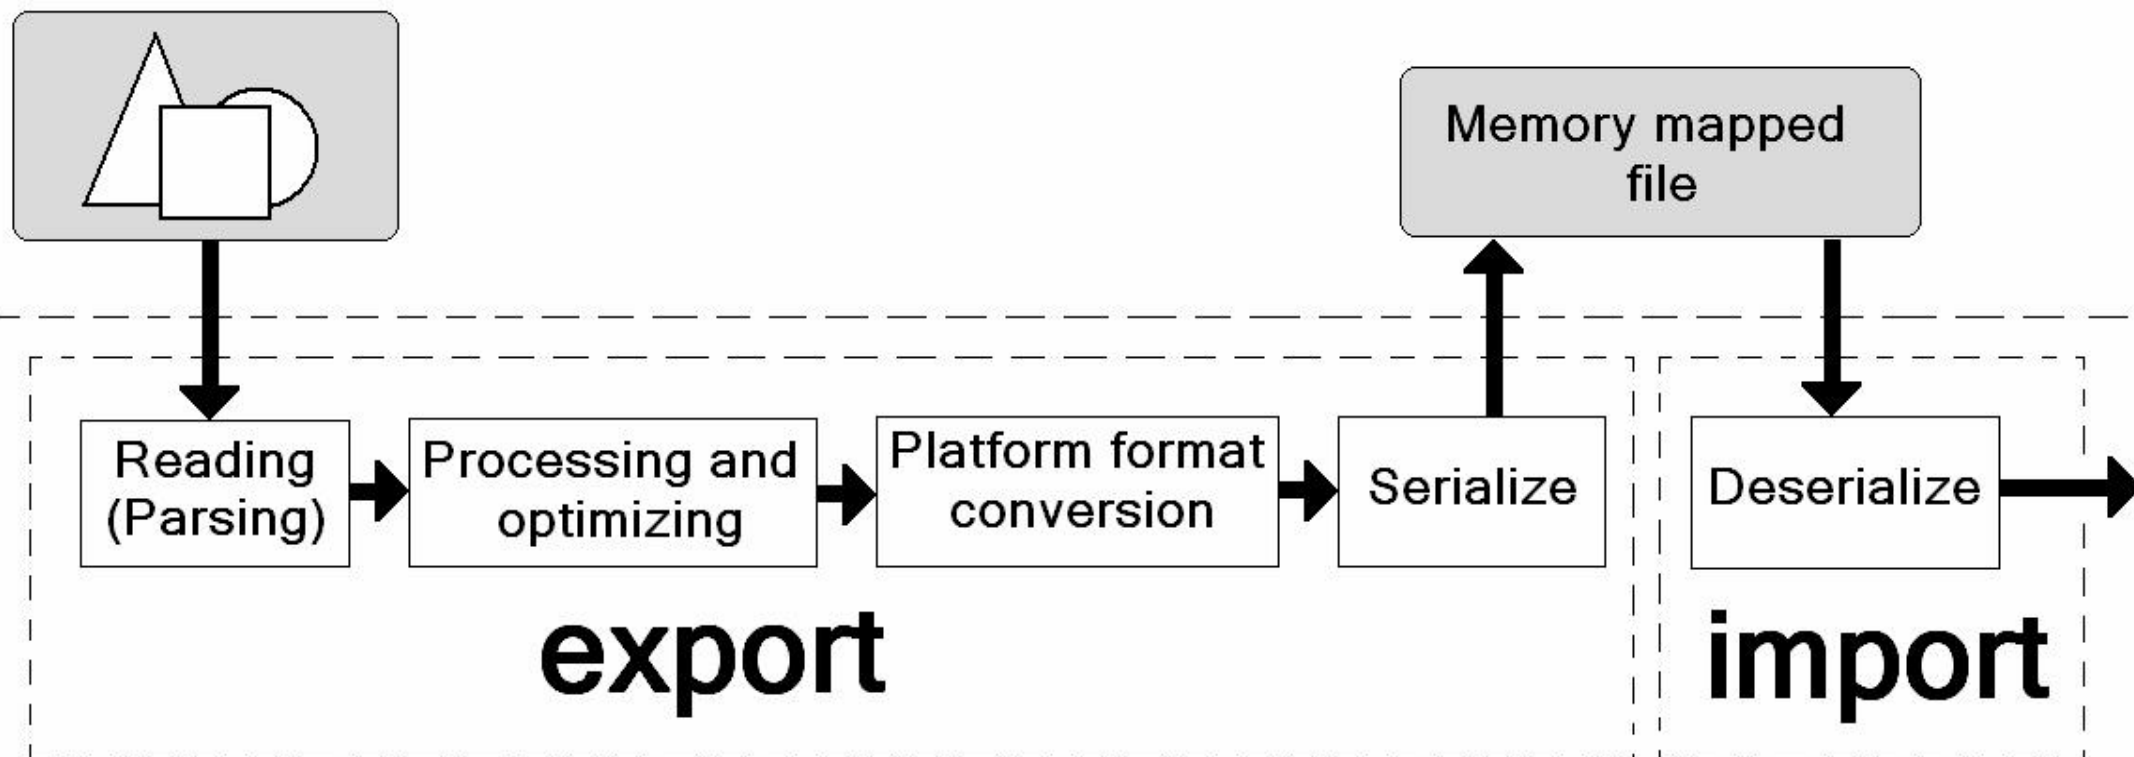 Memory mapped
file
Reading
(Parsing)
Processing and
optimizing
Platform format
conversion
Serialize
Deserialize
export
import